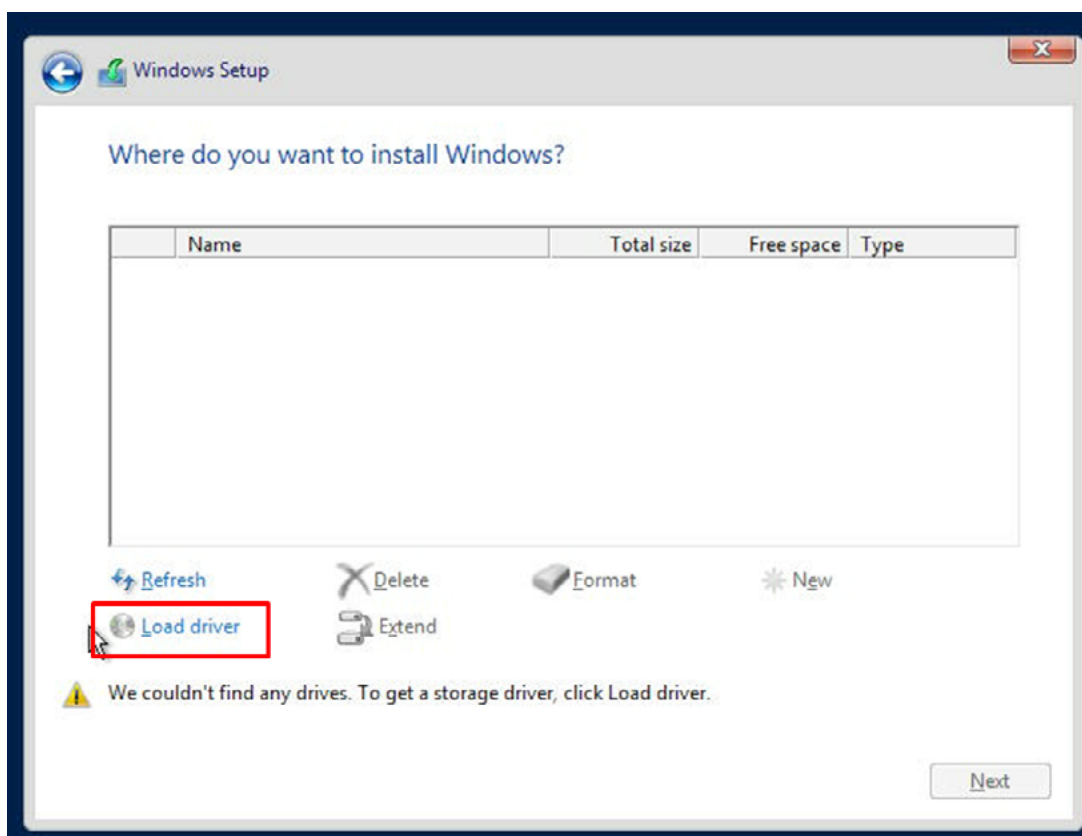 Windows Setup
Where do you want to install Windows?
Name Total size Free space Type
Refresh Delete Format New
Load driver Extend
We couldn't find any drives. To get a storage driver, click Load driver.
Next